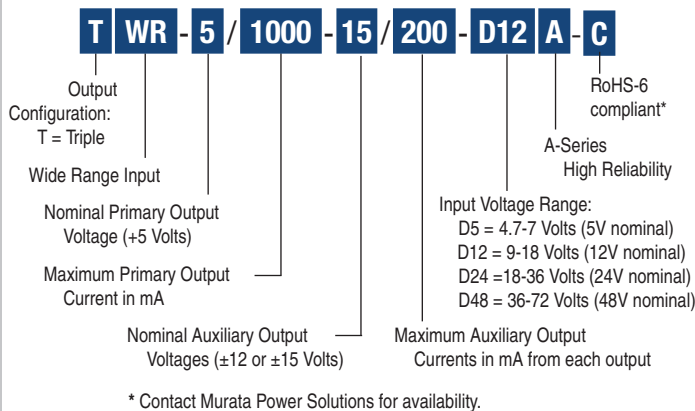 T WR - 5 / 1000 - 15 / 200 - D12 A - C
Output
Configuration:
T = Triple
Wide Range Input
Nominal Primary Output
Voltage (+5 Volts)
Maximum Primary Output
Current in mA
Nominal Auxiliary Output
Voltages (±12 or ±15 Volts)
Maximum Auxiliary Output
Currents in mA from each output
Input Voltage Range:
D5 = 4.7-7 Volts (5V nominal)
D12 = 9-18 Volts (12V nominal)
D24 =18-36 Volts (24V nominal)
D48 = 36-72 Volts (48V nominal)
A-Series
High Reliability
RoHS-6
compliant*
* Contact Murata Power Solutions for availability.